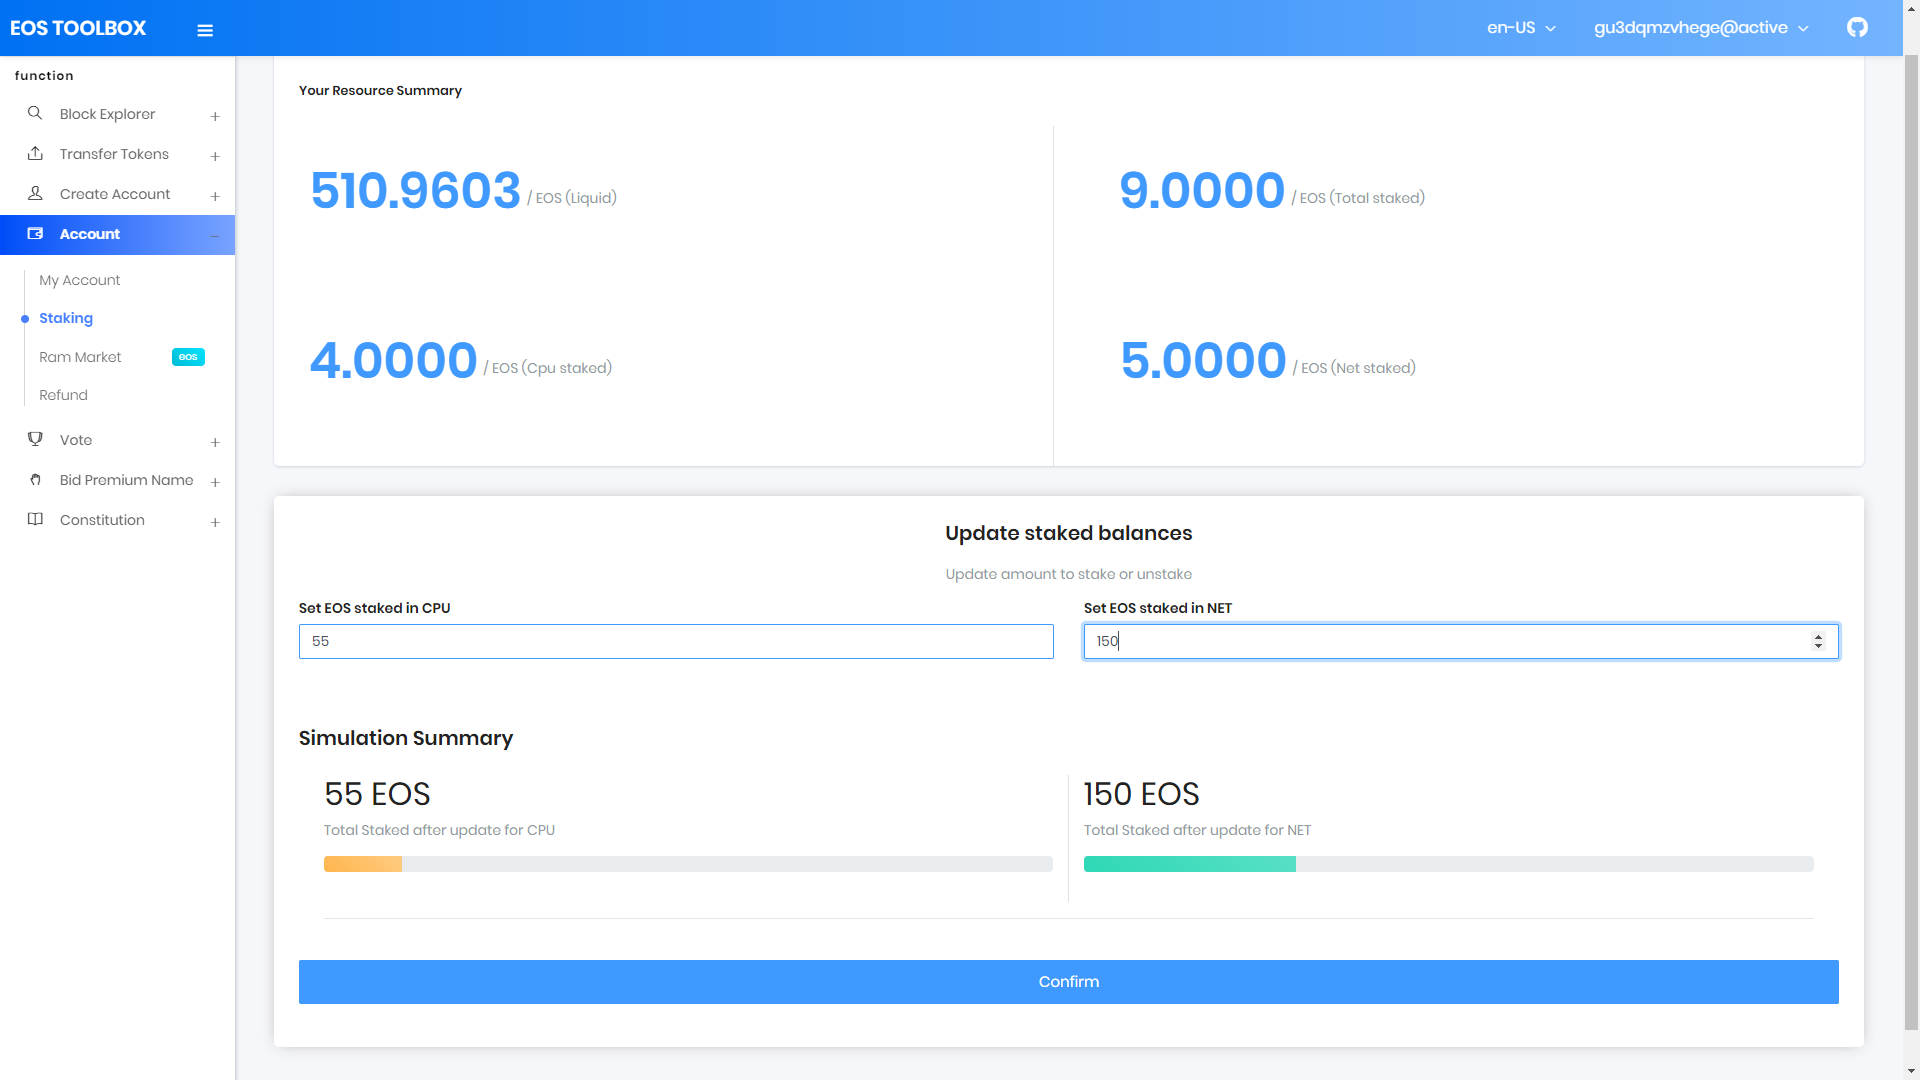 EOS TOOLBOX
en-US
gu3dqmzvhege@active
function
Block Explorer
Transfer Tokens
Create Account
Account
My Account
Staking
Ram Market eos
Refund
Vote
Bid Premium Name
Constitution
Your Resource Summary
510.9603 / EOS (Liquid)
9.0000 / EOS (Total staked)
4.0000 / EOS (Cpu staked)
5.0000 / EOS (Net staked)
Update staked balances
Update amount to stake or unstake
Set EOS staked in CPU
55
Set EOS staked in NET
150
Simulation Summary
55 EOS
Total Staked after update for CPU
150 EOS
Total Staked after update for NET
Confirm